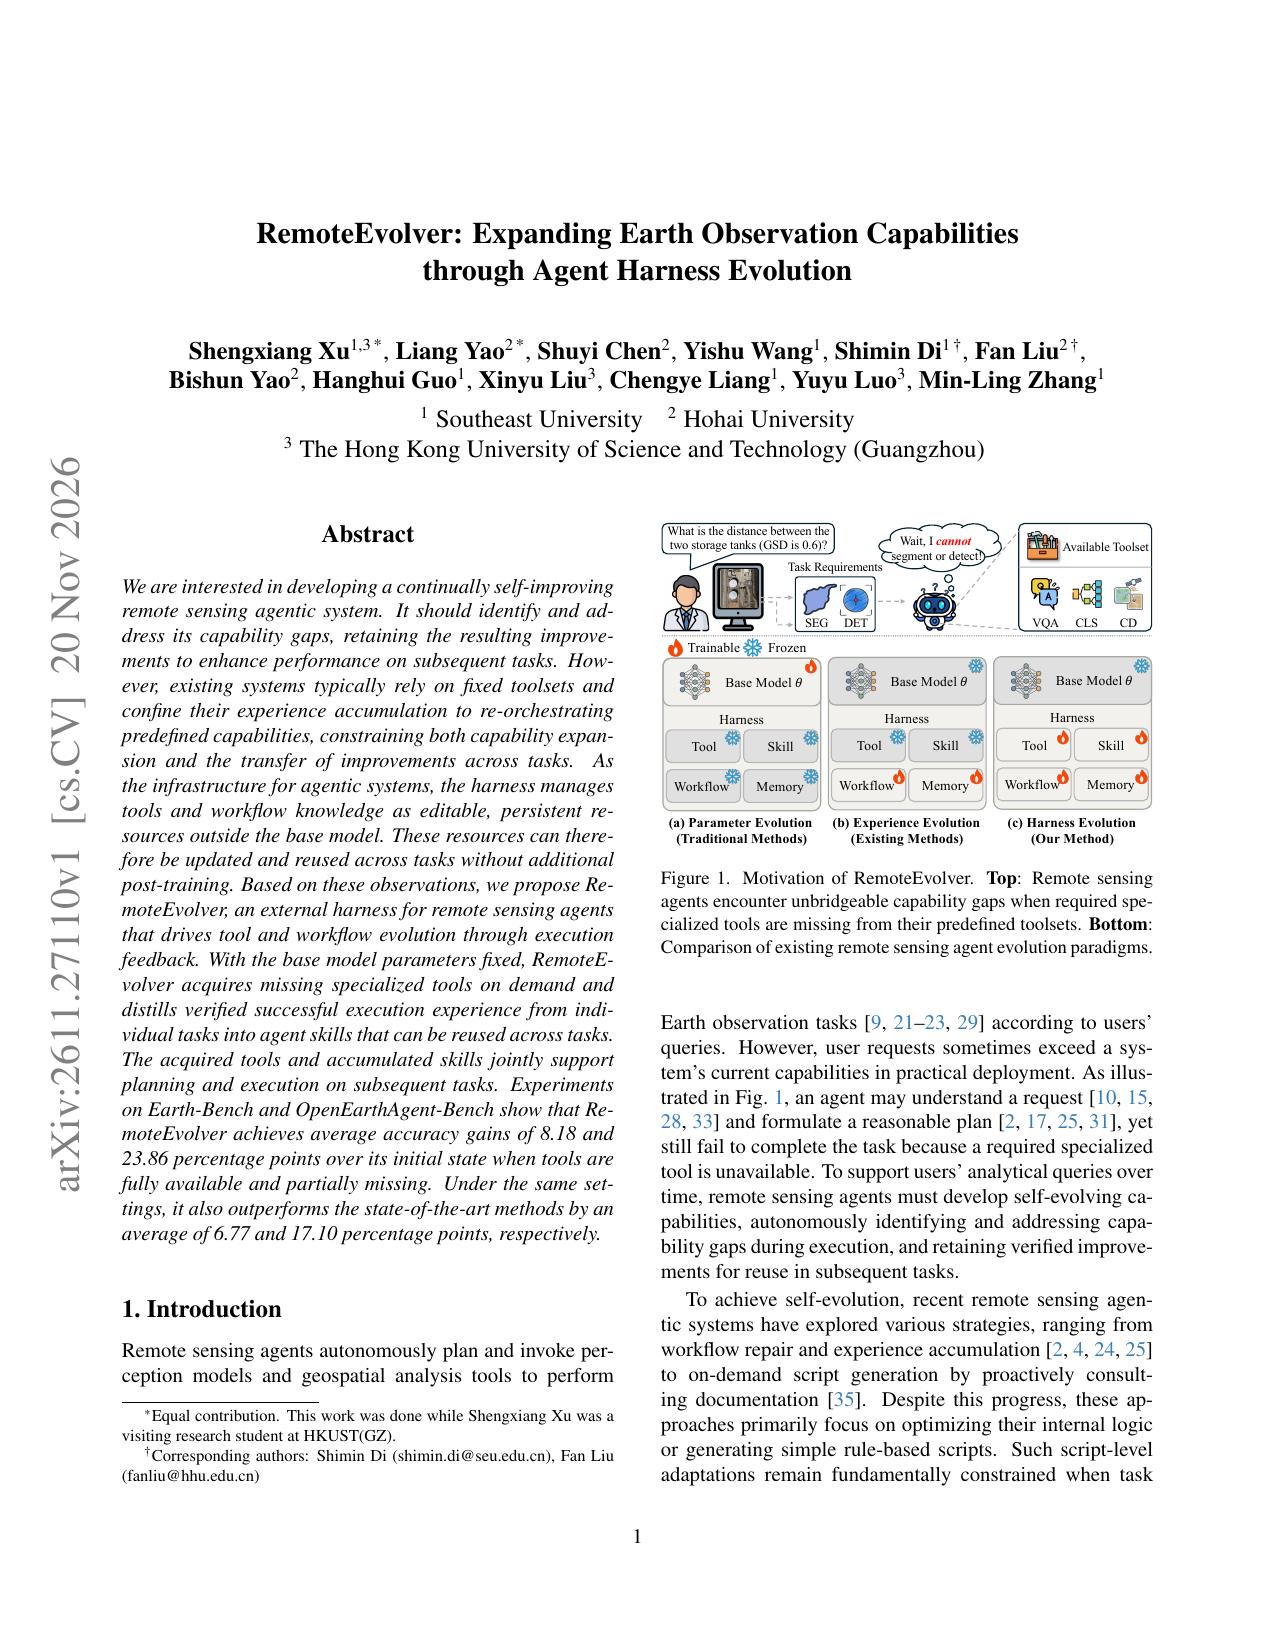 RemoteEvolver: Expanding Earth Observation Capabilities
through Agent Harness Evolution
Shengxiang Xu1,3 *, Liang Yao2 *, Shuyi Chen2, Yishu Wang1, Shimin Di1 †, Fan Liu2 †,
Bishun Yao2, Hanghui Guo1, Xinyu Liu3, Chengye Liang1, Yuyu Luo3, Min-Ling Zhang1
1 Southeast University 2 Hohai University
3 The Hong Kong University of Science and Technology (Guangzhou)
arXiv:2611.27110v1 [cs.CV] 20 Nov 2026
Abstract
We are interested in developing a continually self-improving
remote sensing agentic system. It should identify and ad-
dress its capability gaps, retaining the resulting improve-
ments to enhance performance on subsequent tasks. How-
ever, existing systems typically rely on fixed toolsets and
confine their experience accumulation to re-orchestrating
predefined capabilities, constraining both capability expan-
sion and the transfer of improvements across tasks. As
the infrastructure for agentic systems, the harness manages
tools and workflow knowledge as editable, persistent re-
sources outside the base model. These resources can there-
fore be updated and reused across tasks without additional
post-training. Based on these observations, we propose Re-
moteEvolver, an external harness for remote sensing agents
that drives tool and workflow evolution through execution
feedback. With the base model parameters fixed, RemoteE-
volver acquires missing specialized tools on demand and
distills verified successful execution experience from indi-
vidual tasks into agent skills that can be reused across tasks.
The acquired tools and accumulated skills jointly support
planning and execution on subsequent tasks. Experiments
on Earth-Bench and OpenEarthAgent-Bench show that Re-
moteEvolver achieves average accuracy gains of 8.18 and
23.86 percentage points over its initial state when tools are
fully available and partially missing. Under the same set-
tings, it also outperforms the state-of-the-art methods by an
average of 6.77 and 17.10 percentage points, respectively.
1. Introduction
Remote sensing agents autonomously plan and invoke per-
ception models and geospatial analysis tools to perform
*Equal contribution. This work was done while Shengxiang Xu was a
visiting research student at HKUST(GZ).
†Corresponding authors: Shimin Di (shimin.di@seu.edu.cn), Fan Liu
(fanliu@hhu.edu.cn)
What is the distance between the
two storage tanks (GSD is 0.6)?
Task Requirements
SEG DET
Wait, I cannot
segment or detect!
Available Toolset
VQA CLS CD
Trainable Frozen
Base Model θ Base Model θ Base Model θ
Harness Harness Harness
Tool Skill Tool Skill Tool Skill
Workflow Memory Workflow Memory Workflow Memory
(a) Parameter Evolution (b) Experience Evolution (c) Harness Evolution
(Traditional Methods) (Existing Methods) (Our Method)
Figure 1. Motivation of RemoteEvolver. Top: Remote sensing
agents encounter unbridgeable capability gaps when required spe-
cialized tools are missing from their predefined toolsets. Bottom:
Comparison of existing remote sensing agent evolution paradigms.
Earth observation tasks [9, 21–23, 29] according to users'
queries. However, user requests sometimes exceed a sys-
tem's current capabilities in practical deployment. As illus-
trated in Fig. 1, an agent may understand a request [10, 15,
28, 33] and formulate a reasonable plan [2, 17, 25, 31], yet
still fail to complete the task because a required specialized
tool is unavailable. To support users' analytical queries over
time, remote sensing agents must develop self-evolving ca-
pabilities, autonomously identifying and addressing capa-
bility gaps during execution, and retaining verified improve-
ments for reuse in subsequent tasks.
To achieve self-evolution, recent remote sensing agen-
tic systems have explored various strategies, ranging from
workflow repair and experience accumulation [2, 4, 24, 25]
to on-demand script generation by proactively consult-
ing documentation [35]. Despite this progress, these ap-
proaches primarily focus on optimizing their internal logic
or generating simple rule-based scripts. Such script-level
adaptations remain fundamentally constrained when task
1